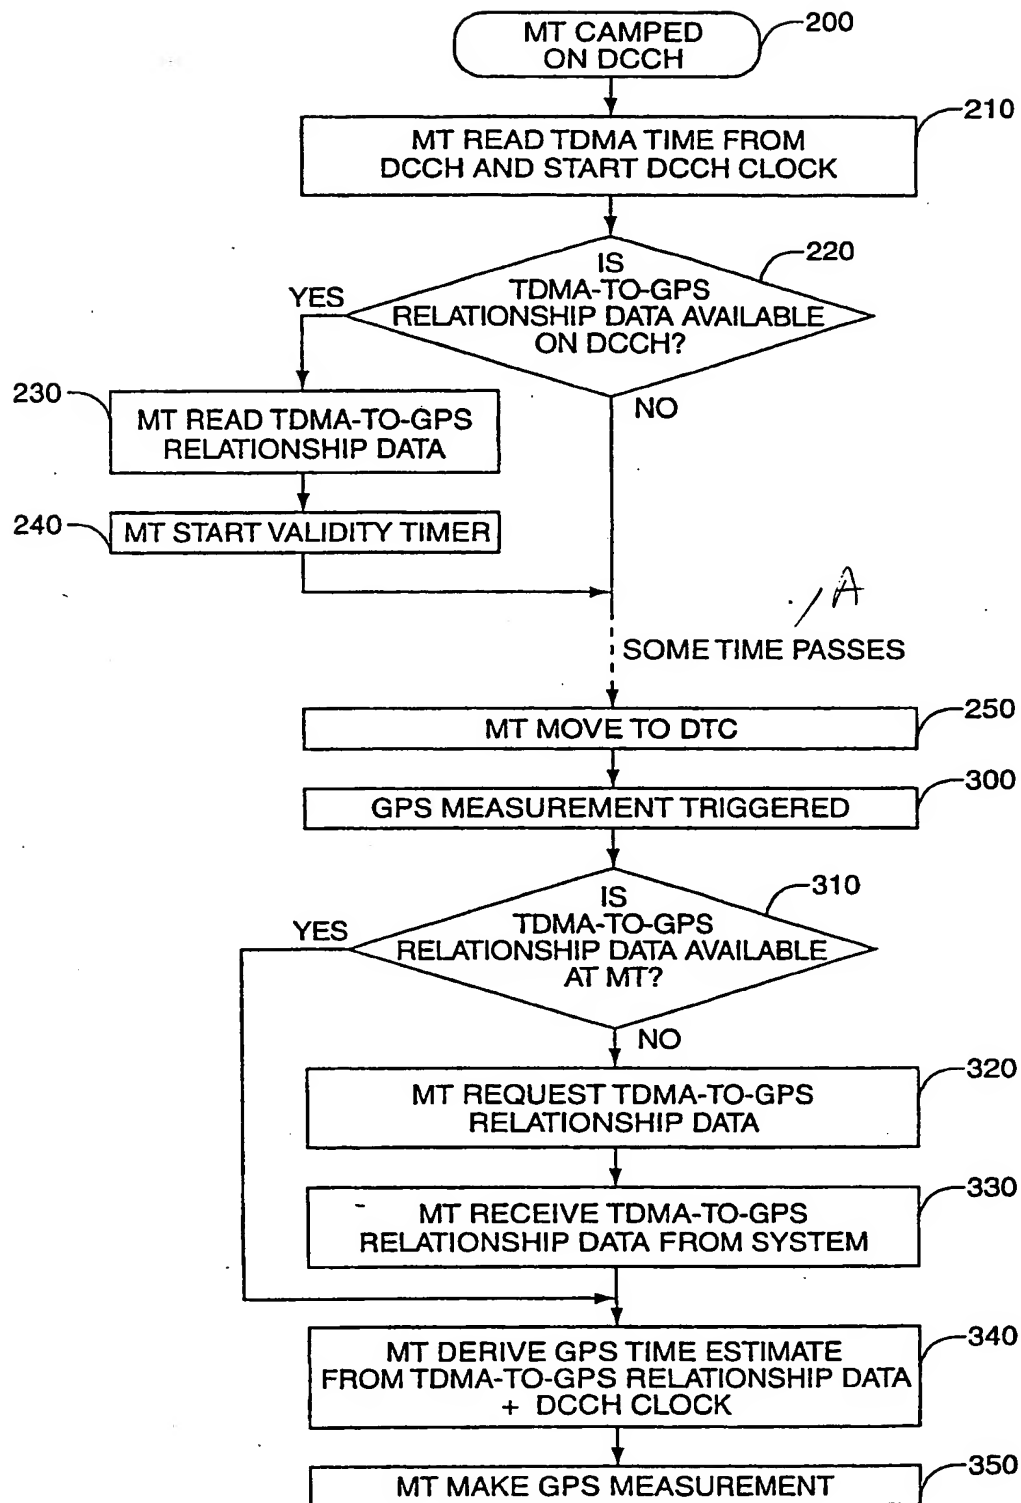 MT CAMPED
ON DCCH
200
210
MT READ TDMA TIME FROM
DCCH AND START DCCH CLOCK
220
IS
TDMA-TO-GPS
RELATIONSHIP DATA AVAILABLE
ON DCCH?
YES
NO
230
MT READ TDMA-TO-GPS
RELATIONSHIP DATA
240
MT START VALIDITY TIMER
A
SOME TIME PASSES
250
MT MOVE TO DTC
300
GPS MEASUREMENT TRIGGERED
310
IS
TDMA-TO-GPS
RELATIONSHIP DATA AVAILABLE
AT MT?
YES
NO
320
MT REQUEST TDMA-TO-GPS
RELATIONSHIP DATA
330
MT RECEIVE TDMA-TO-GPS
RELATIONSHIP DATA FROM SYSTEM
340
MT DERIVE GPS TIME ESTIMATE
FROM TDMA-TO-GPS RELATIONSHIP DATA
+ DCCH CLOCK
350
MT MAKE GPS MEASUREMENT